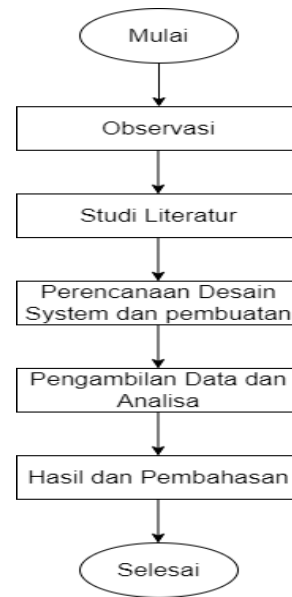 Mulai
Observasi
Studi Literatur
Perencanaan Desain
System dan pembuatan
Pengambilan Data dan
Analisa
Hasil dan Pembahasan
Selesai